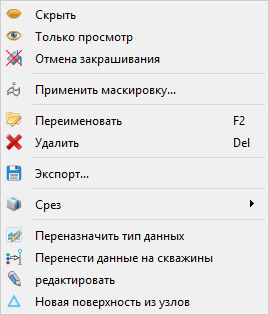 Скрыть
Только просмотр
Отмена закрашивания
Применить маскировку...
Переименовать F2
Удалить Del
Экспорт...
Срез
Переназначить тип данных
Перенести данные на скважины
редактировать
Новая поверхность из узлов